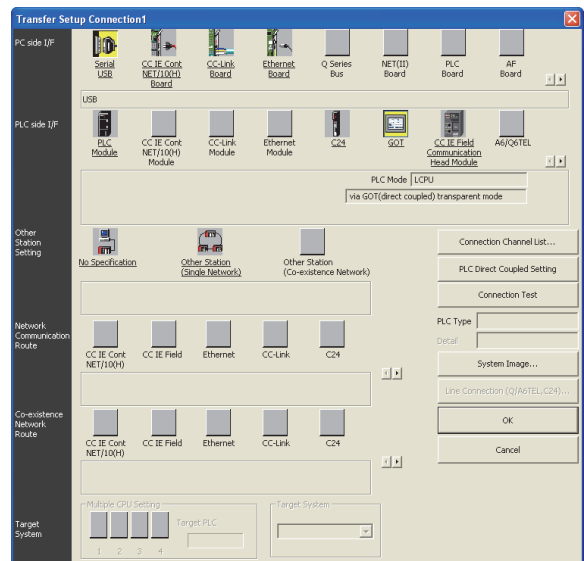 Transfer Setup Connection1
PC side I/F
Serial USB
CC IE Cont NET/10(H) Board
CC-Link Board
Ethernet Board
Q Series Bus
NET(II) Board
PLC Board
AF Board
USB
PLC side I/F
PLC Module
CC IE Cont NET/10(H) Module
CC-Link Module
Ethernet Module
C24
GOT
CC IE Field Communication Head Module
A6/Q6TEL
PLC Mode LCPU
via GOT(direct coupled) transparent mode
Other Station Setting
No Specification
Other Station (Single Network)
Other Station (Co-existence Network)
Connection Channel List...
PLC Direct Coupled Setting
Connection Test
PLC Type
Detail
System Image...
Line Connection (Q/A6TEL,C24)...
OK
Cancel
Network Communication Route
CC IE Cont NET/10(H)
CC IE Field
Ethernet
CC-Link
C24
Co-existence Network Route
CC IE Cont NET/10(H)
CC IE Field
Ethernet
CC-Link
C24
Target System
Multiple CPU Setting
1 2 3 4
Target PLC
Target System